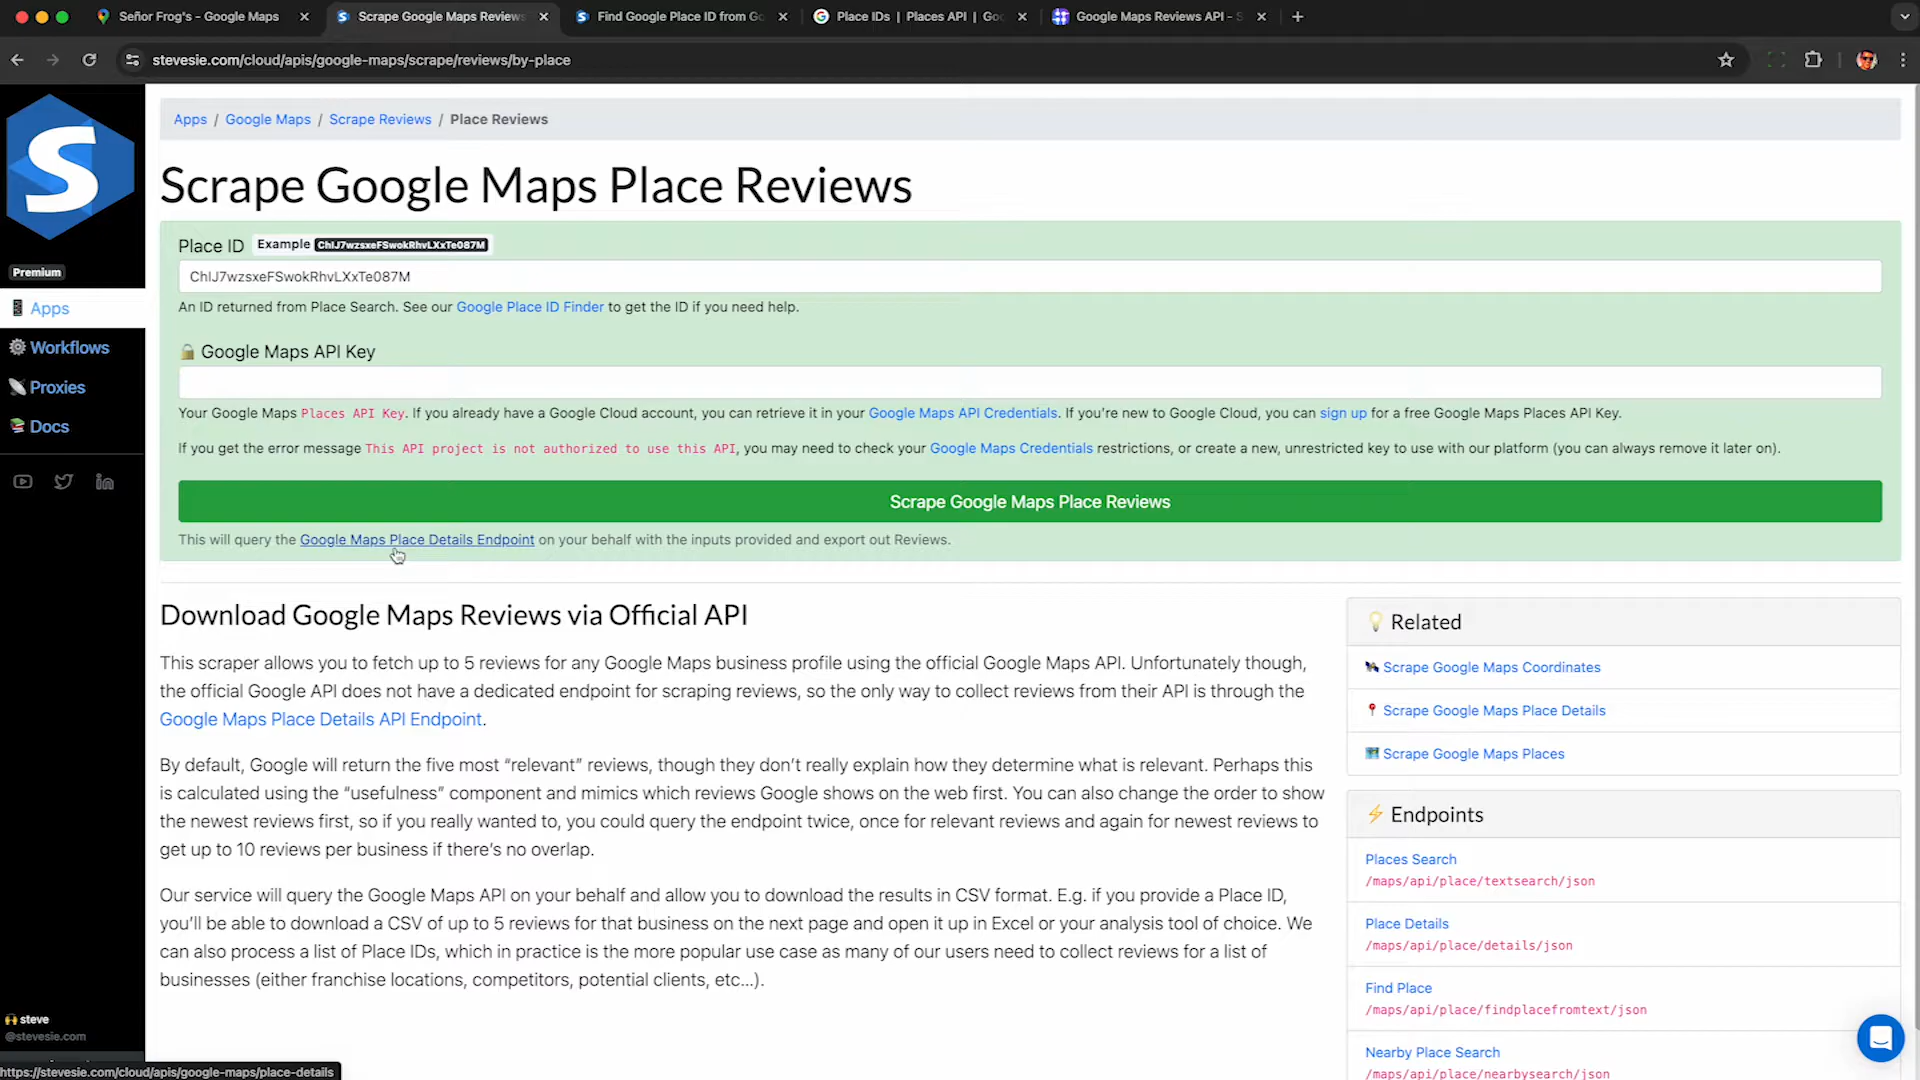 Señor Frog's - Google Maps
Scrape Google Maps Reviews
Find Google Place ID from Go
Place IDs | Places API | Goo
Google Maps Reviews API - S
stevesie.com/cloud/apis/google-maps/scrape/reviews/by-place
S
Premium
Apps
Workflows
Proxies
Docs
Apps / Google Maps / Scrape Reviews / Place Reviews
Scrape Google Maps Place Reviews
Place ID Example ChIJ7wzsxeFSwokRhvLXxTe087M
ChIJ7wzsxeFSwokRhvLXxTe087M
An ID returned from Place Search. See our Google Place ID Finder to get the ID if you need help.
Google Maps API Key
Your Google Maps Places API Key. If you already have a Google Cloud account, you can retrieve it in your Google Maps API Credentials. If you're new to Google Cloud, you can sign up for a free Google Maps Places API Key.
If you get the error message This API project is not authorized to use this API, you may need to check your Google Maps Credentials restrictions, or create a new, unrestricted key to use with our platform (you can always remove it later on).
Scrape Google Maps Place Reviews
This will query the Google Maps Place Details Endpoint on your behalf with the inputs provided and export out Reviews.
Download Google Maps Reviews via Official API
This scraper allows you to fetch up to 5 reviews for any Google Maps business profile using the official Google Maps API. Unfortunately though,
the official Google API does not have a dedicated endpoint for scraping reviews, so the only way to collect reviews from their API is through the
Google Maps Place Details API Endpoint.
By default, Google will return the five most “relevant” reviews, though they don’t really explain how they determine what is relevant. Perhaps this
is calculated using the “usefulness” component and mimics which reviews Google shows on the web first. You can also change the order to show
the newest reviews first, so if you really wanted to, you could query the endpoint twice, once for relevant reviews and again for newest reviews to
get up to 10 reviews per business if there’s no overlap.
Our service will query the Google Maps API on your behalf and allow you to download the results in CSV format. E.g. if you provide a Place ID,
you’ll be able to download a CSV of up to 5 reviews for that business on the next page and open it up in Excel or your analysis tool of choice. We
can also process a list of Place IDs, which in practice is the more popular use case as many of our users need to collect reviews for a list of
businesses (either franchise locations, competitors, potential clients, etc…).
Related
Scrape Google Maps Coordinates
Scrape Google Maps Place Details
Scrape Google Maps Places
Endpoints
Places Search
/maps/api/place/textsearch/json
Place Details
/maps/api/place/details/json
Find Place
/maps/api/place/findplacefromtext/json
Nearby Place Search
/maps/api/place/nearbysearch/json
steve
@stevesie.com
https://stevesie.com/cloud/apis/google-maps/place-details